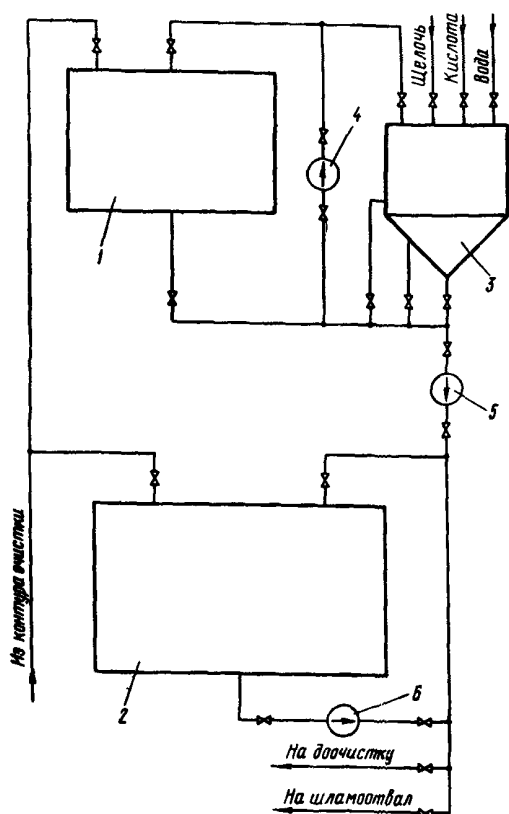 Щелочь
Кислота
Вода
4
1
3
5
Из контура очистки
2
6
На доочистку
На шламоотвал